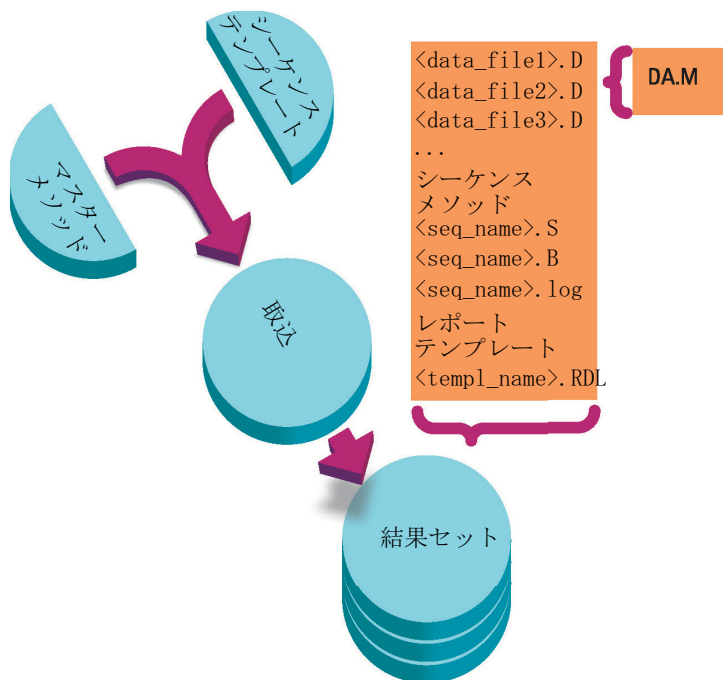 シーケンス
テンプレート
マスター
メソッド
取込
結果セット
<data_file1>.D
<data_file2>.D
<data_file3>.D
...
シーケンス
メソッド
<seq_name>.S
<seq_name>.B
<seq_name>.log
レポート
テンプレート
<templ_name>.RDL
DA.M